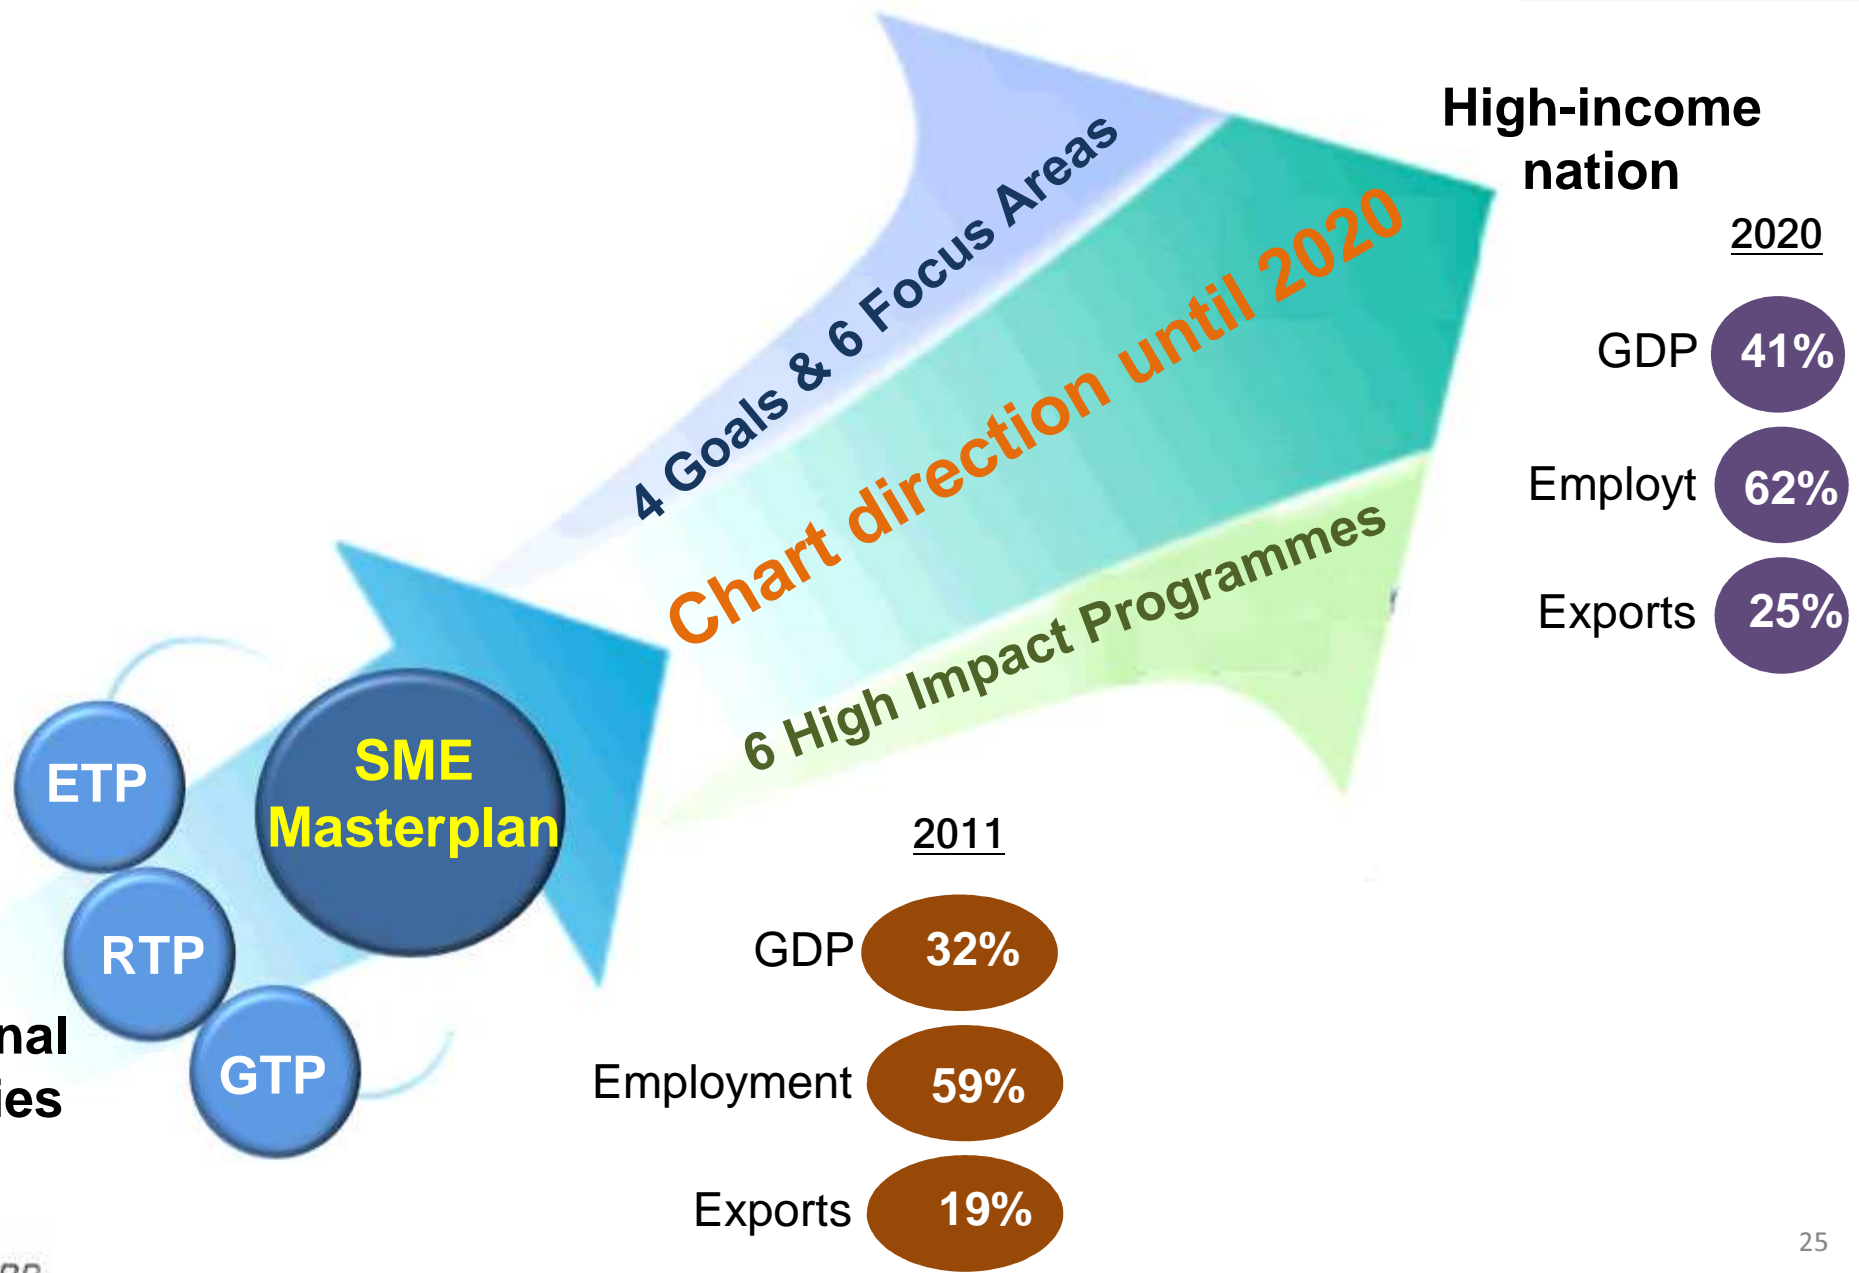 High-income
nation
2020
GDP 41%
Employt 62%
Exports 25%
4 Goals & 6 Focus Areas
Chart direction until 2020
6 High Impact Programmes
SME
Masterplan
ETP
RTP
GTP
nal
ies
2011
GDP 32%
Employment 59%
Exports 19%
25